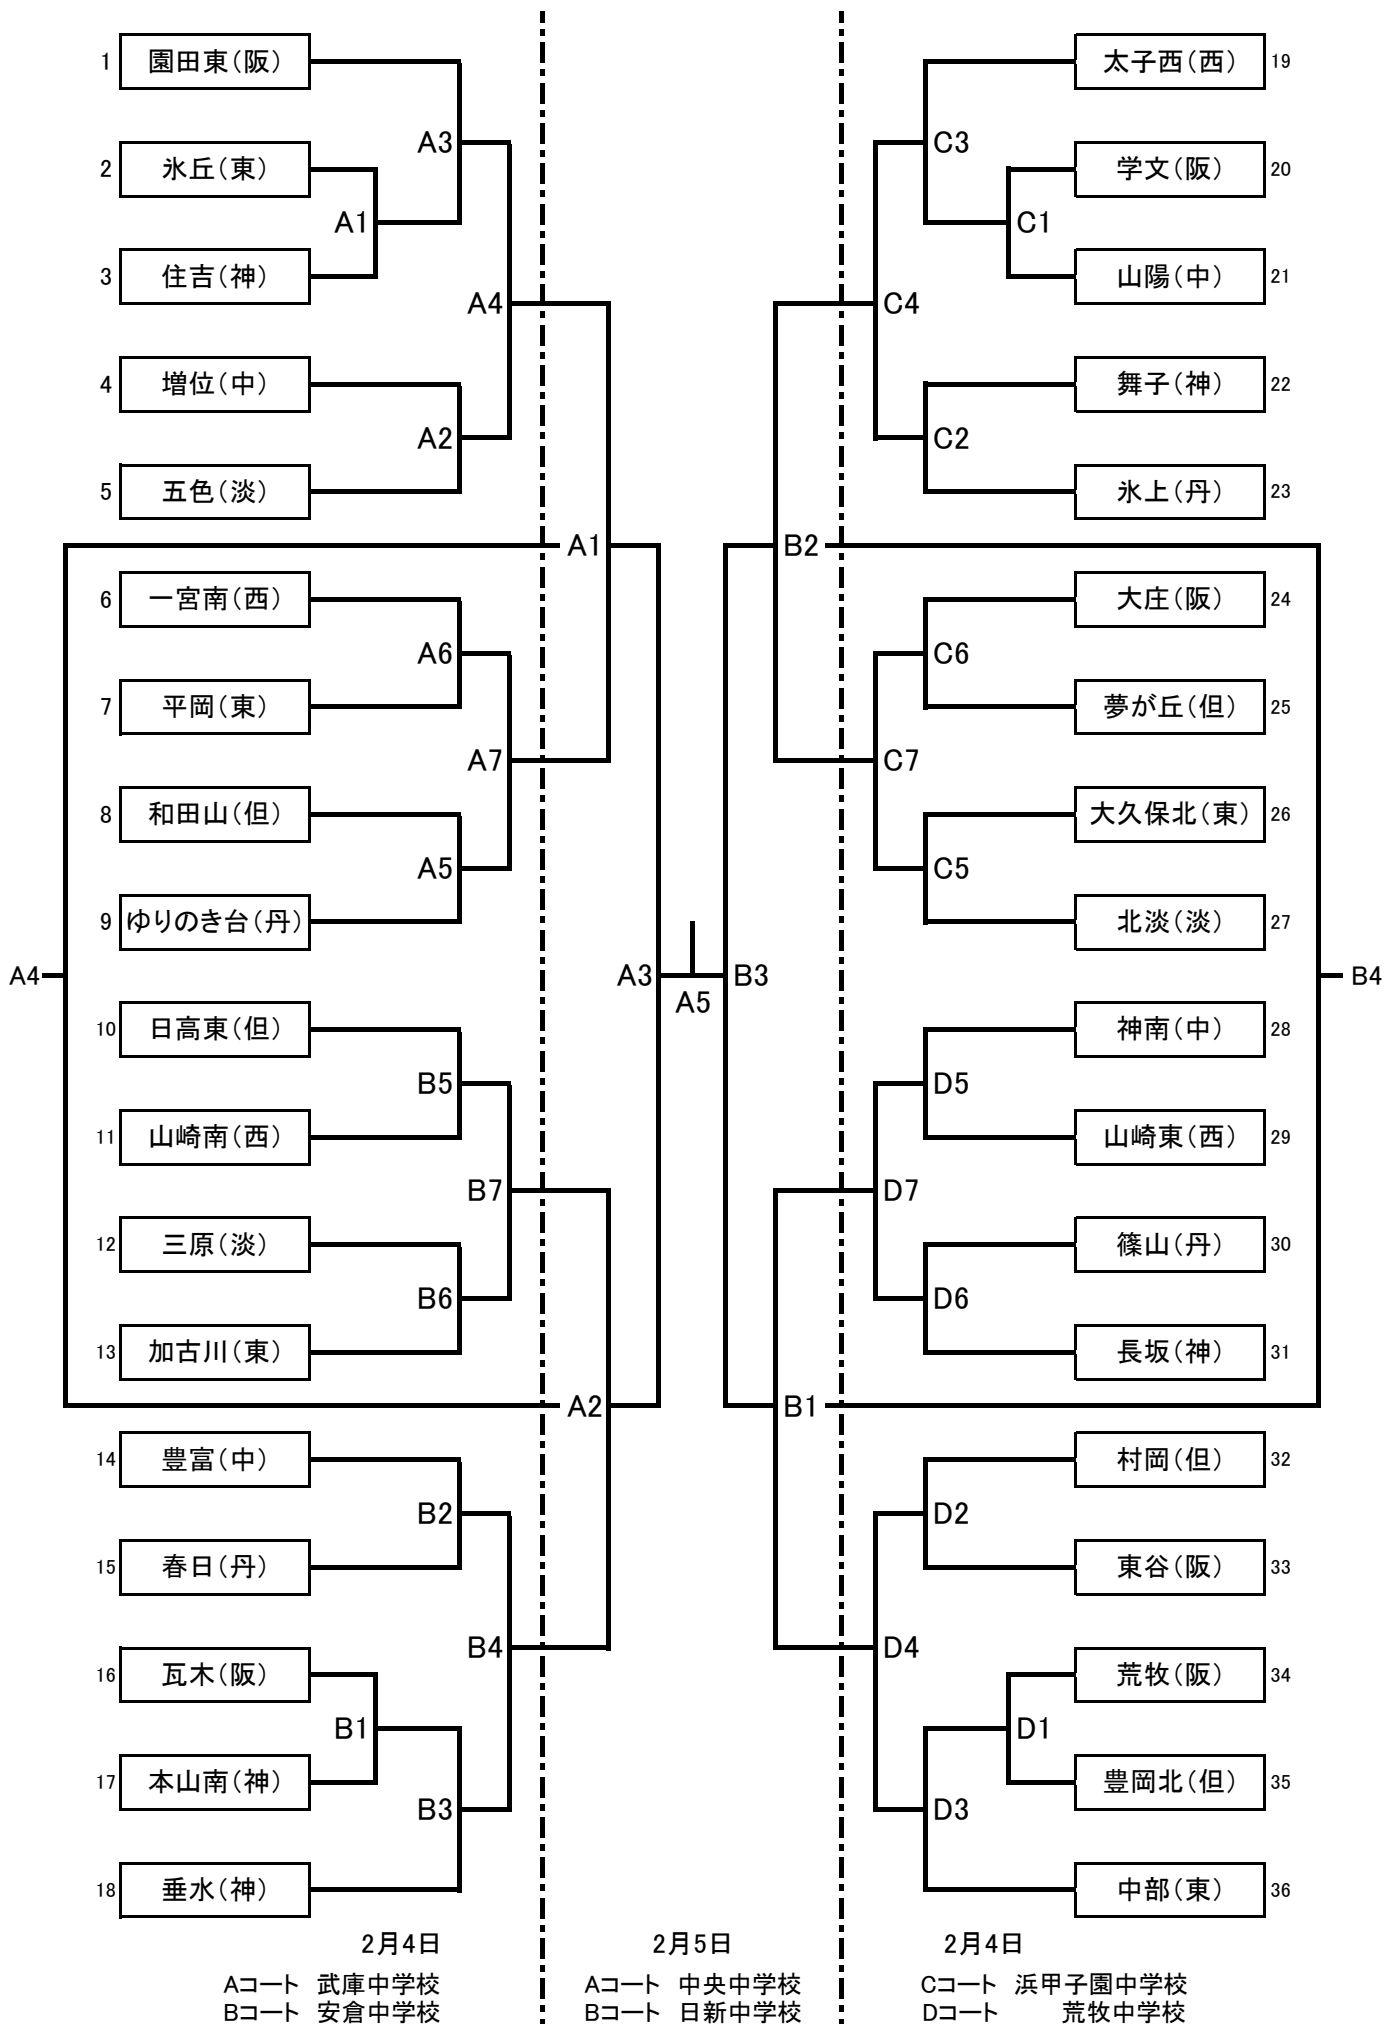 1 園田東(阪)
A3
2 氷丘(東)
A1
3 住吉(神)
A4
4 増位(中)
A2
5 五色(淡)
A1
6 一宮南(西)
A6
7 平岡(東)
A7
8 和田山(但)
A5
9 ゆりのき台(丹)
A4
A3
A5
10 日高東(但)
B5
11 山崎南(西)
B7
12 三原(淡)
B6
13 加古川(東)
A2
14 豊富(中)
B2
15 春日(丹)
B4
16 瓦木(阪)
B1
17 本山南(神)
B3
18 垂水(神)
太子西(西) 19
C3
学文(阪) 20
C1
山陽(中) 21
C4
舞子(神) 22
C2
氷上(丹) 23
B2
大庄(阪) 24
C6
夢が丘(但) 25
C7
大久保北(東) 26
C5
北淡(淡) 27
B3
B4
神南(中) 28
D5
山崎東(西) 29
D7
篠山(丹) 30
D6
長坂(神) 31
B1
村岡(但) 32
D2
東谷(阪) 33
D4
荒牧(阪) 34
D1
豊岡北(但) 35
D3
中部(東) 36
2月4日
Aコート 武庫中学校
Bコート 安倉中学校
2月5日
Aコート 中央中学校
Bコート 日新中学校
2月4日
Cコート 浜甲子園中学校
Dコート 荒牧中学校